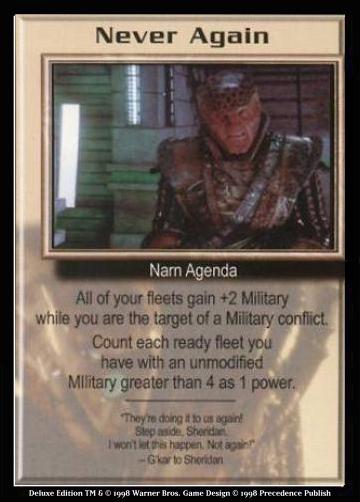 Never Again
Narn Agenda
All of your fleets gain +2 Military
while you are the target of a Military conflict.
Count each ready fleet you
have with an unmodified
Military greater than 4 as 1 power.
"They're doing it to us again!
Step aside, Sheridan.
I won't let this happen. Not again!"
– G'kar to Sheridan
Deluxe Edition TM & © 1998 Warner Bros. Game Design © 1998 Precedence Publish